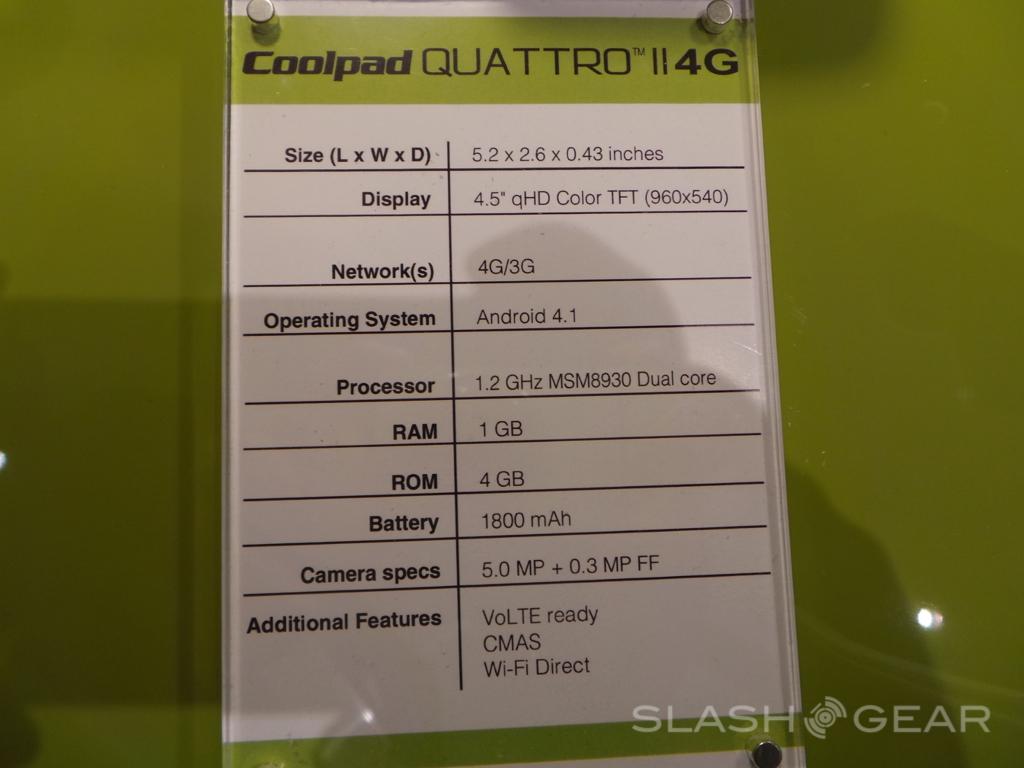 Coolpad QUATTRO™ II 4G
Size (L x W x D) 5.2 x 2.6 x 0.43 inches
Display 4.5" qHD Color TFT (960x540)
Network(s) 4G/3G
Operating System Android 4.1
Processor 1.2 GHz MSM8930 Dual core
RAM 1 GB
ROM 4 GB
Battery 1800 mAh
Camera specs 5.0 MP + 0.3 MP FF
Additional Features VoLTE ready
CMAS
Wi-Fi Direct
SLASH GEAR